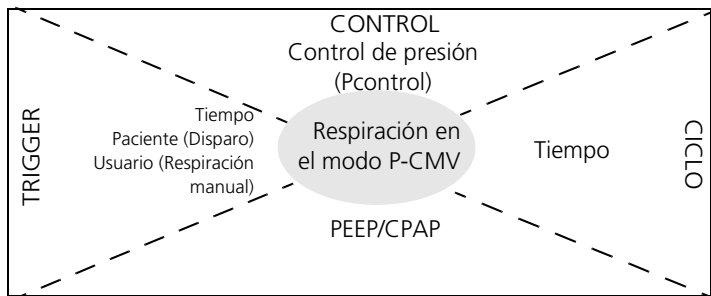 CONTROL
Control de presión
(Pcontrol)
TRIGGER
Tiempo
Paciente (Disparo)
Usuario (Respiración
manual)
Respiración en
el modo P-CMV
Tiempo
CICLO
PEEP/CPAP